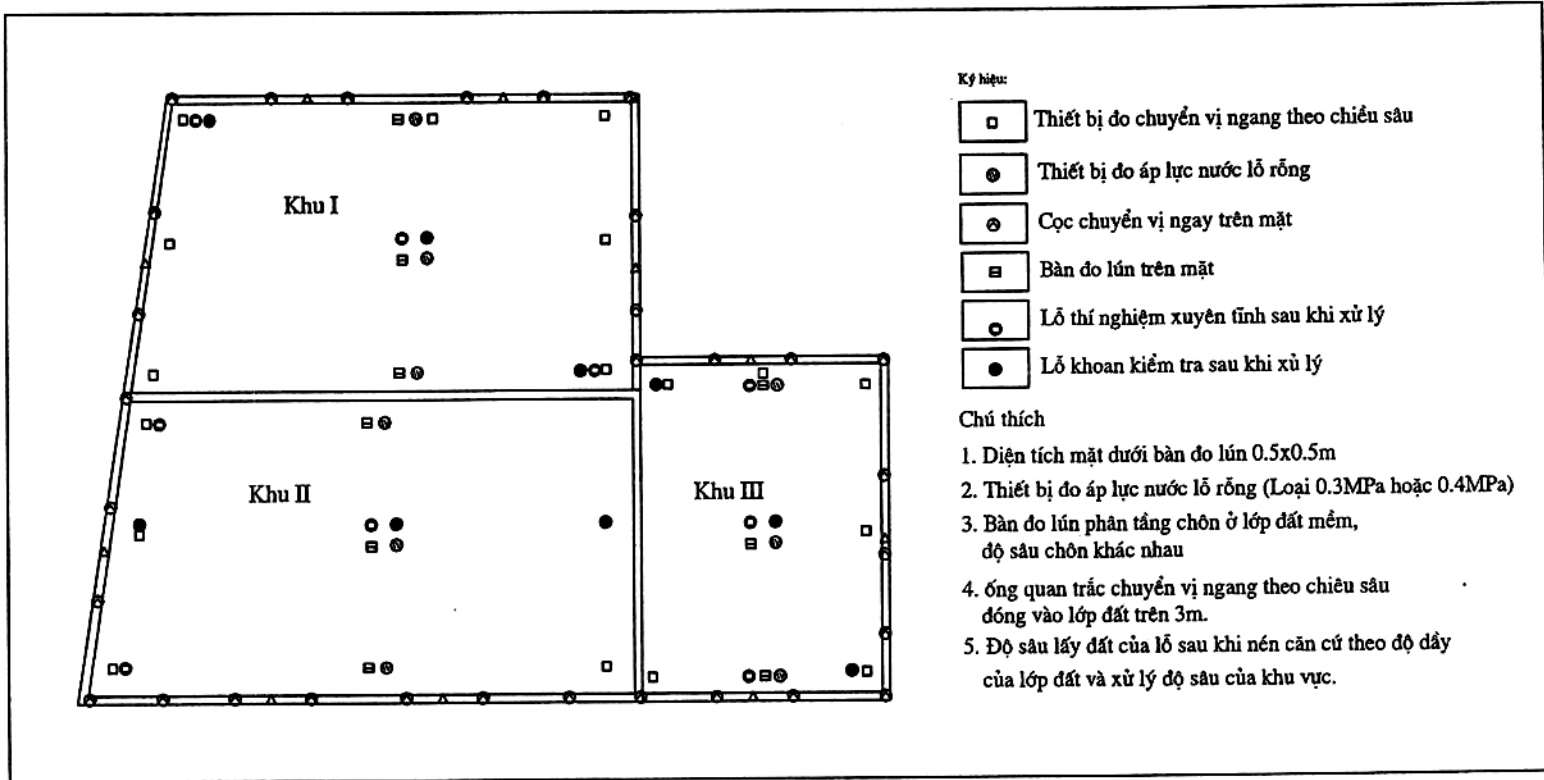 Ký hiệu:
Thiết bị đo chuyển vị ngang theo chiều sâu
Thiết bị đo áp lực nước lỗ rỗng
Cọc chuyển vị ngay trên mặt
Bàn đo lún trên mặt
Lỗ thí nghiệm xuyên tĩnh sau khi xử lý
Lỗ khoan kiểm tra sau khi xủ lý
Khu I
Khu II
Khu III
Chú thích
1. Diện tích mặt dưới bàn đo lún 0.5x0.5m
2. Thiết bị đo áp lực nước lỗ rỗng (Loại 0.3MPa hoặc 0.4MPa)
3. Bàn đo lún phân tầng chôn ở lớp đất mềm,
độ sâu chôn khác nhau
4. ống quan trắc chuyển vị ngang theo chiêu sâu
đóng vào lớp đất trên 3m.
5. Độ sâu lấy đất của lỗ sau khi nén căn cứ theo độ dầy
của lớp đất và xử lý độ sâu của khu vực.